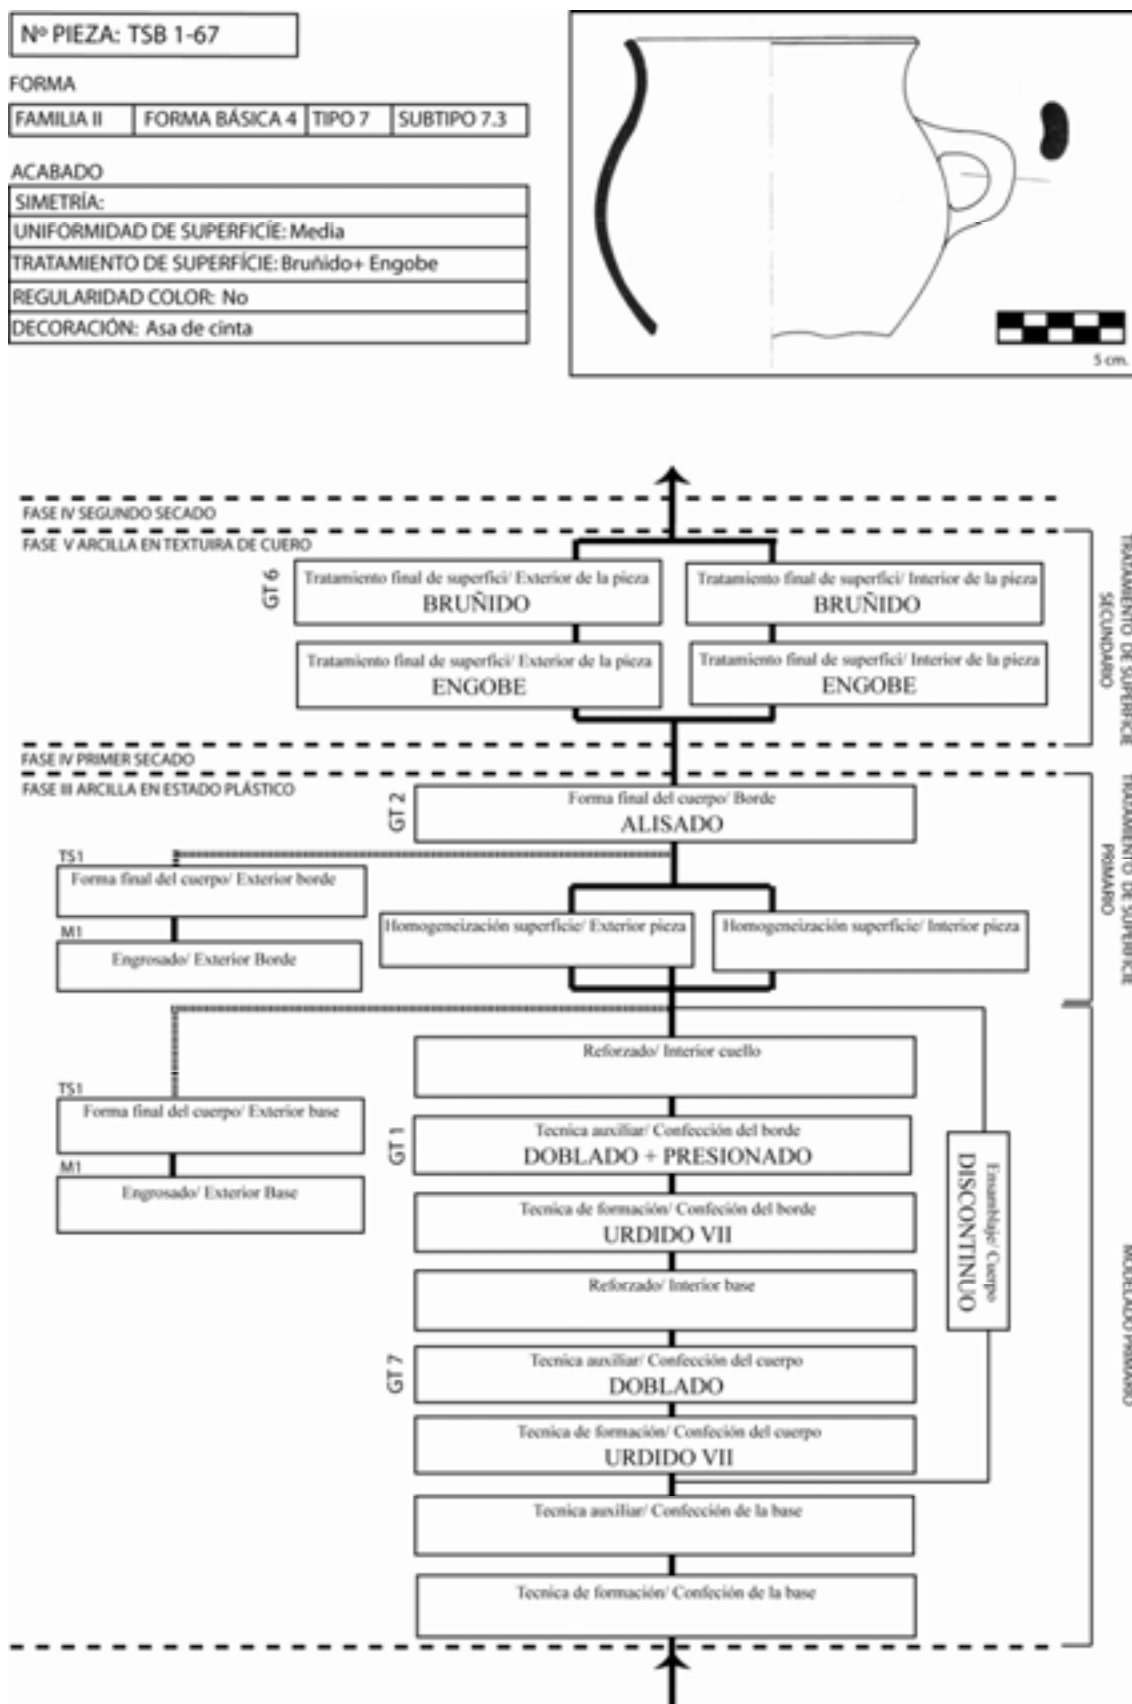 Nº PIEZA: TSB 1-67
FORMA
FAMILIA II FORMA BÁSICA 4 TIPO 7 SUBTIPO 7.3
ACABADO
SIMETRÍA:
UNIFORMIDAD DE SUPERFICÍE: Media
TRATAMIENTO DE SUPERFÍCIE: Bruñido+ Engobe
REGULARIDAD COLOR: No
DECORACIÓN: Asa de cinta
5 cm.
FASE IV SEGUNDO SECADO
FASE V ARCILLA EN TEXTUIRA DE CUERO
GT 6
Tratamiento final de superfici/ Exterior de la pieza
BRUÑIDO
Tratamiento final de superfici/ Interior de la pieza
BRUÑIDO
Tratamiento final de superfici/ Exterior de la pieza
ENGOBE
Tratamiento final de superfici/ Interior de la pieza
ENGOBE
TRATAMIENTO DE SUPERFICIE
SECUNDARIO
FASE IV PRIMER SECADO
FASE III ARCILLA EN ESTADO PLÁSTICO
GT 2
Forma final del cuerpo/ Borde
ALISADO
TS1
Forma final del cuerpo/ Exterior borde
M1
Engrosado/ Exterior Borde
Homogeneización superficie/ Exterior pieza
Homogeneización superficie/ Interior pieza
TRATAMIENTO DE SUPERFICIE
PRIMARIO
Reforzado/ Interior cuello
TS1
Forma final del cuerpo/ Exterior base
M1
Engrosado/ Exterior Base
GT 1
Tecnica auxiliar/ Confección del borde
DOBLADO + PRESIONADO
Tecnica de formación/ Confeción del borde
URDIDO VII
Reforzado/ Interior base
GT 7
Tecnica auxiliar/ Confección del cuerpo
DOBLADO
Tecnica de formación/ Confeción del cuerpo
URDIDO VII
Ensamblaje/ Cuerpo
DISCONTINUO
Tecnica auxiliar/ Confección de la base
Tecnica de formación/ Confeción de la base
MODELADO PRIMARIO